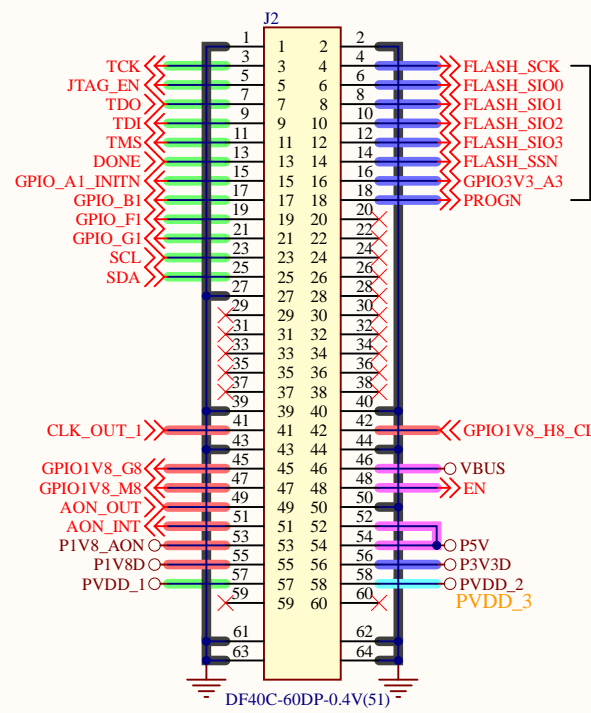 J2
1 1 2 2
TCK 3 3 4 4 FLASH_SCK
JTAG_EN 5 5 6 6 FLASH_SIO0
TDO 7 7 8 8 FLASH_SIO1
TDI 9 9 10 10 FLASH_SIO2
TMS 11 11 12 12 FLASH_SIO3
DONE 13 13 14 14 FLASH_SSN
GPIO_A1_INITN 15 15 16 16 GPIO3V3_A3
GPIO_B1 17 17 18 18 PROGN
GPIO_F1 19 19 20 20
GPIO_G1 21 21 22 22
SCL 23 23 24 24
SDA 25 25 26 26
27 27 28 28
29 29 30 30
31 31 32 32
33 33 34 34
35 35 36 36
37 37 38 38
39 39 40 40
CLK_OUT_1 41 41 42 42 GPIO1V8_H8_CL
43 43 44 44
GPIO1V8_G8 45 45 46 46 VBUS
GPIO1V8_M8 47 47 48 48 EN
AON_OUT 49 49 50 50
AON_INT 51 51 52 52
P1V8_AON 53 53 54 54 P5V
P1V8D 55 55 56 56 P3V3D
PVDD_1 57 57 58 58 PVDD_2
59 59 60 60 PVDD_3
61 62
63 64
DF40C-60DP-0.4V(51)